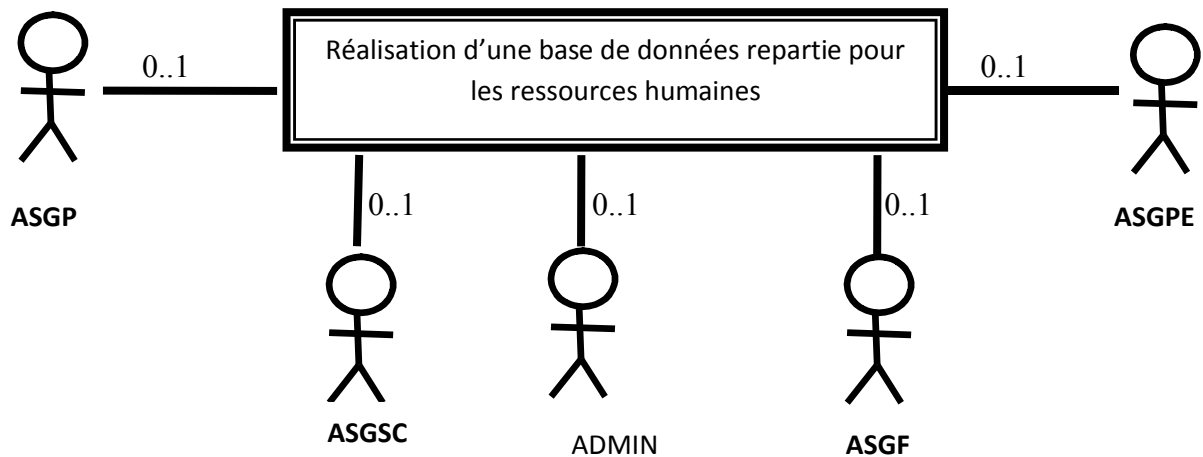 Réalisation d'une base de données repartie pour
les ressources humaines
0..1
0..1
0..1
0..1
0..1
ASGP
ASGPE
ASGSC
ADMIN
ASGF